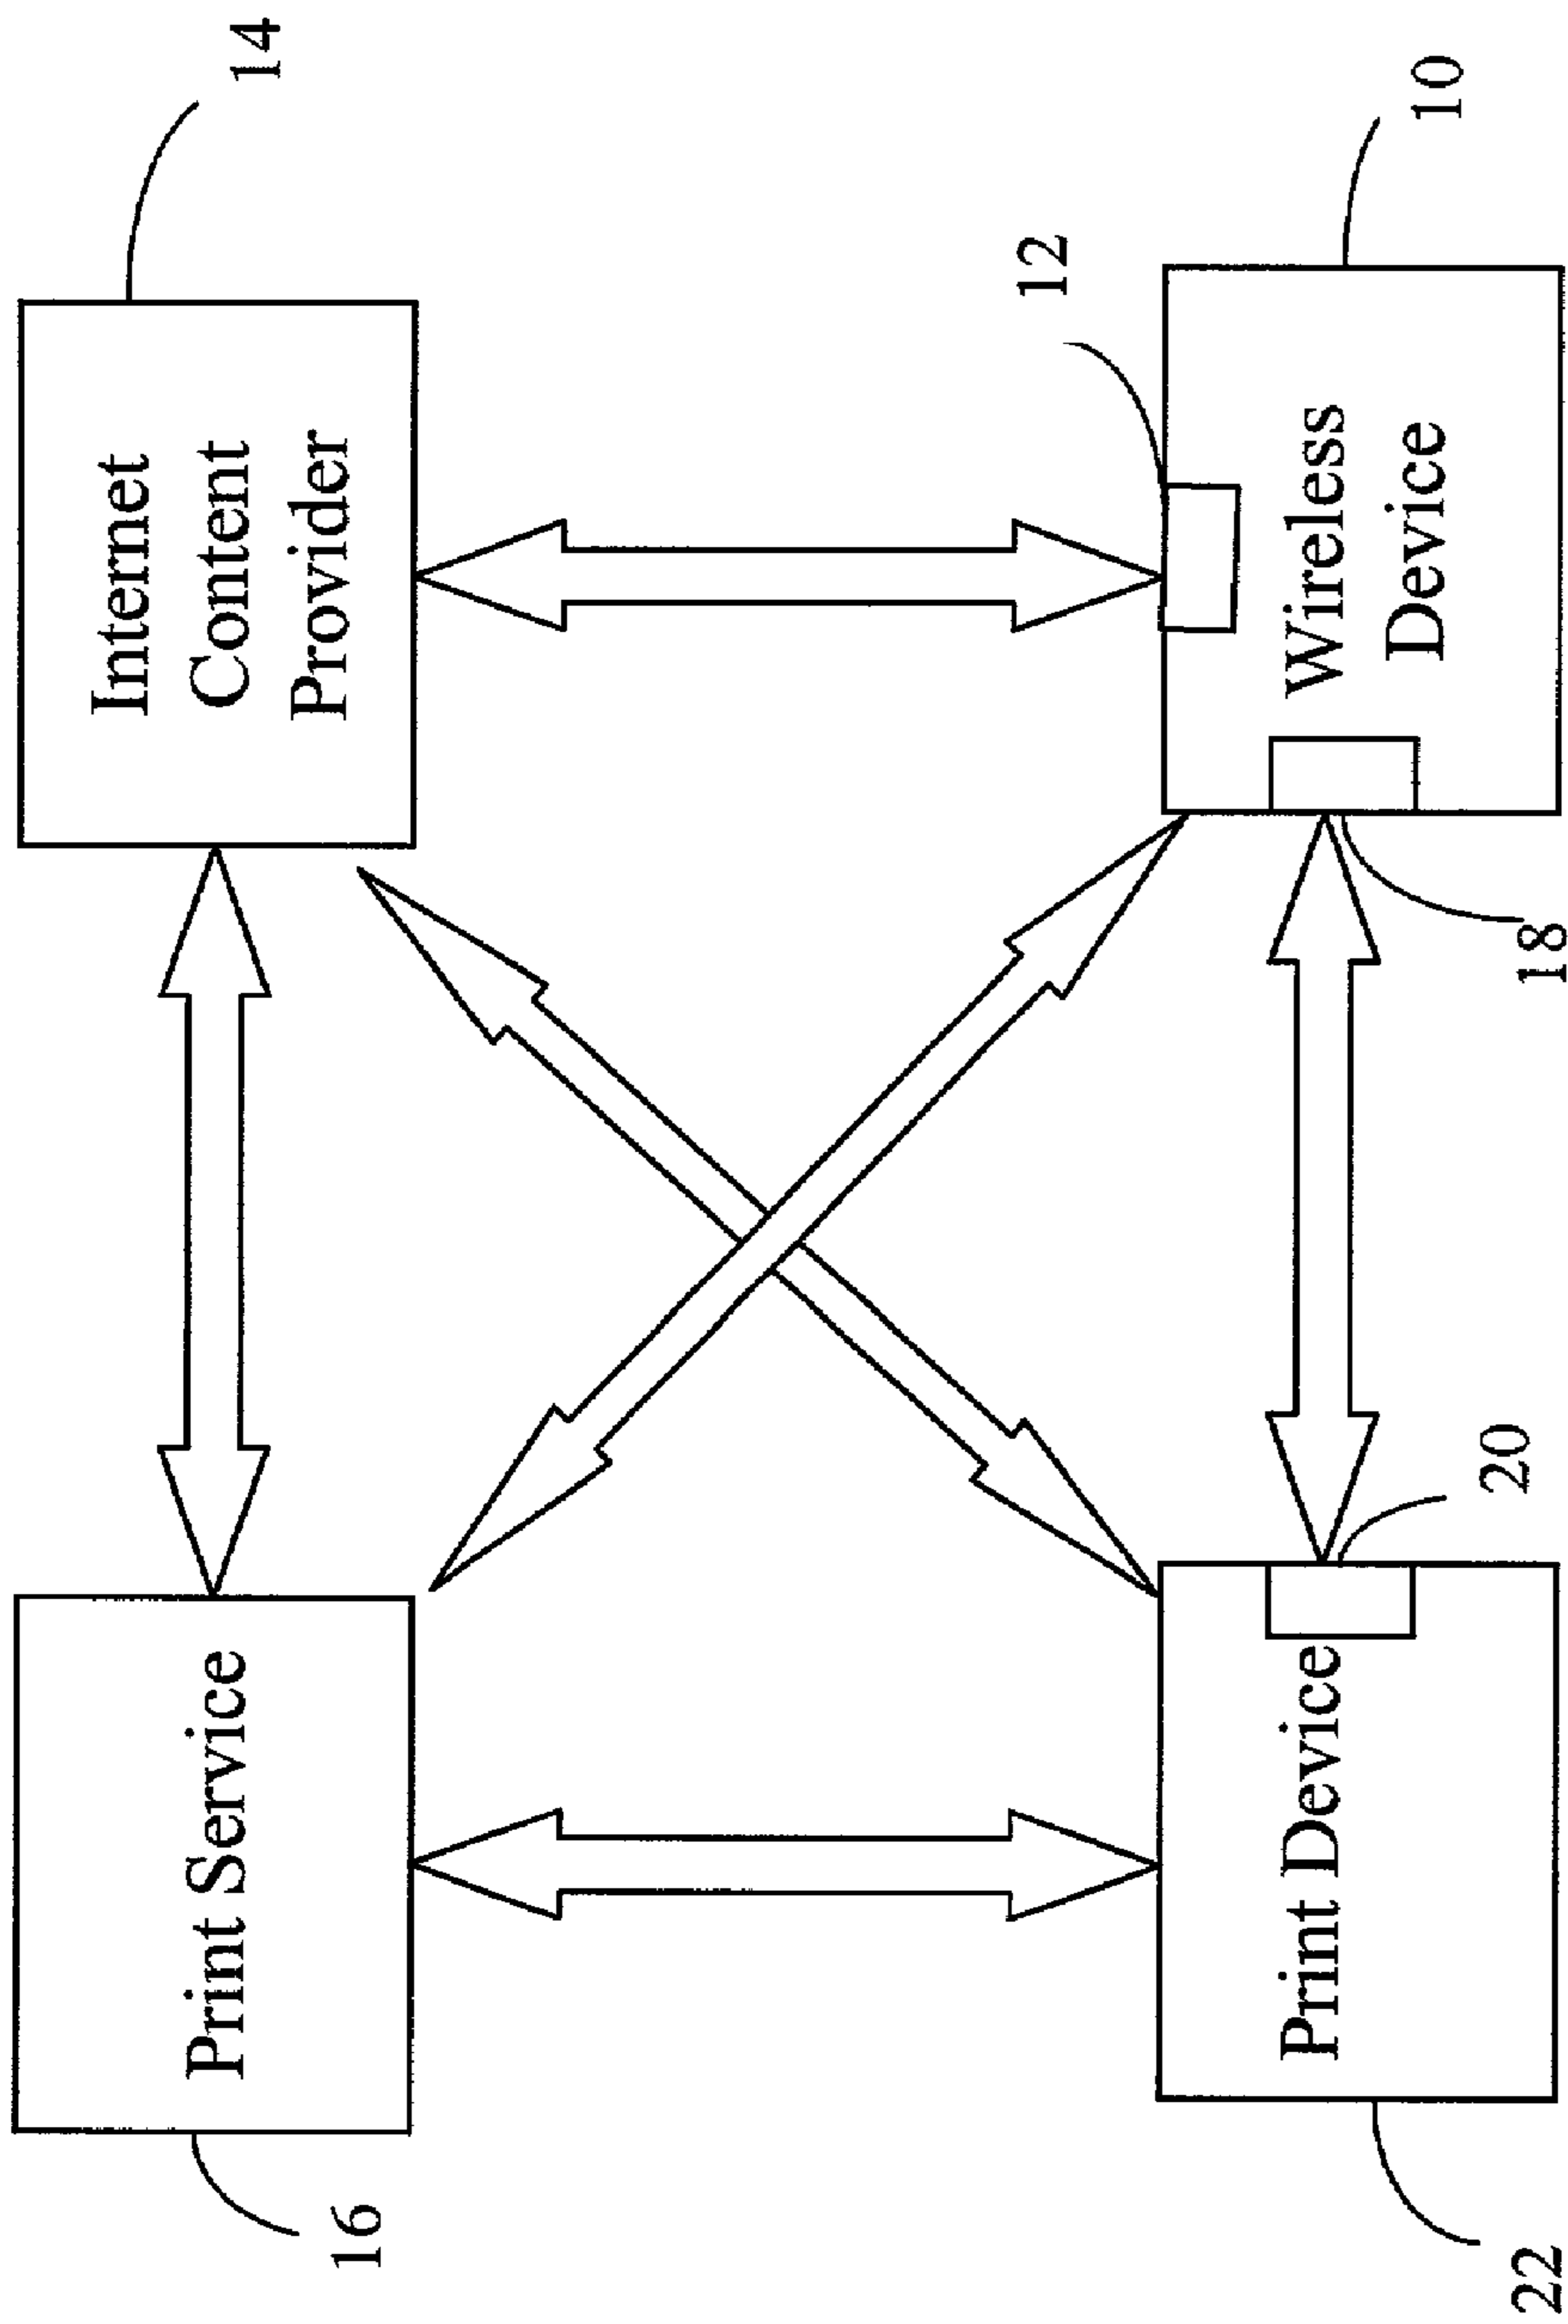 Internet
Content
Provider
Print Service
14
16
12
Print Device
Wireless
Device
10
20
18
22